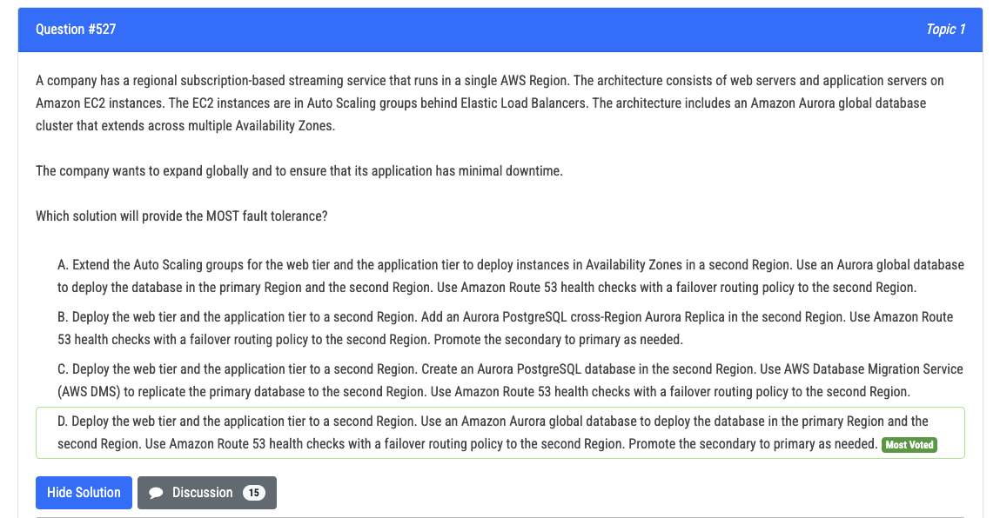 Question #527
Topic 1
A company has a regional subscription-based streaming service that runs in a single AWS Region. The architecture consists of web servers and application servers on
Amazon EC2 instances. The EC2 instances are in Auto Scaling groups behind Elastic Load Balancers. The architecture includes an Amazon Aurora global database
cluster that extends across multiple Availability Zones.
The company wants to expand globally and to ensure that its application has minimal downtime.
Which solution will provide the MOST fault tolerance?
A. Extend the Auto Scaling groups for the web tier and the application tier to deploy instances in Availability Zones in a second Region. Use an Aurora global database
to deploy the database in the primary Region and the second Region. Use Amazon Route 53 health checks with a failover routing policy to the second Region.
B. Deploy the web tier and the application tier to a second Region. Add an Aurora PostgreSQL cross-Region Aurora Replica in the second Region. Use Amazon Route
53 health checks with a failover routing policy to the second Region. Promote the secondary to primary as needed.
C. Deploy the web tier and the application tier to a second Region. Create an Aurora PostgreSQL database in the second Region. Use AWS Database Migration Service
(AWS DMS) to replicate the primary database to the second Region. Use Amazon Route 53 health checks with a failover routing policy to the second Region.
D. Deploy the web tier and the application tier to a second Region. Use an Amazon Aurora global database to deploy the database in the primary Region and the
second Region. Use Amazon Route 53 health checks with a failover routing policy to the second Region. Promote the secondary to primary as needed. Most Voted
Hide Solution
Discussion 15